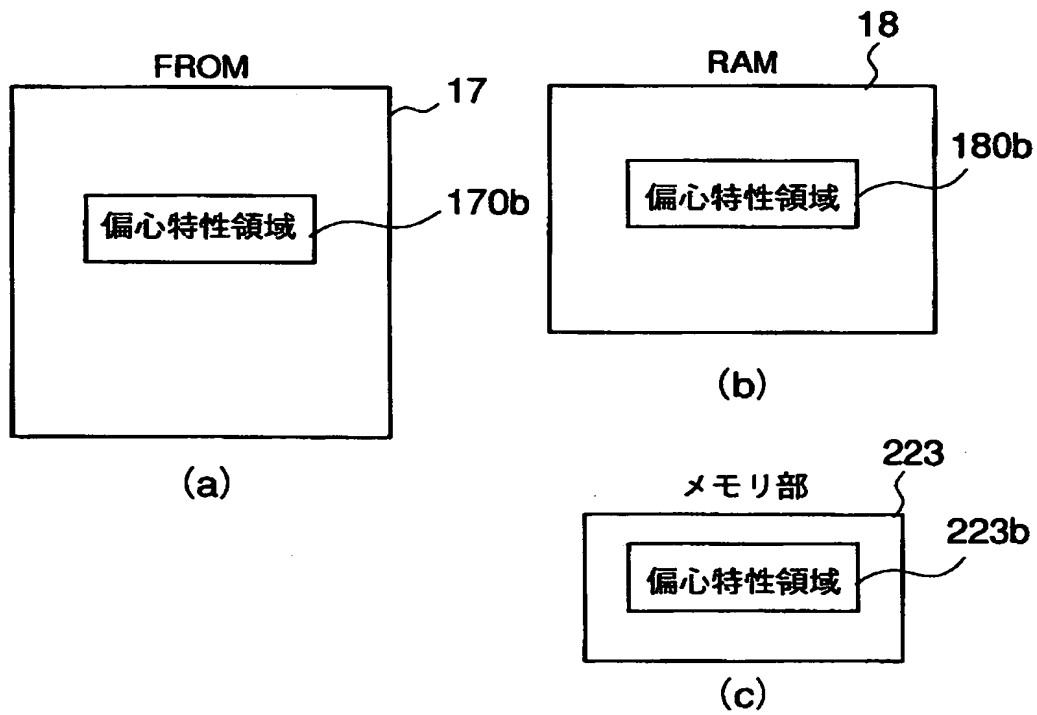 FROM
17
偏心特性領域
170b
(a)
RAM
18
偏心特性領域
180b
(b)
メモリ部
223
偏心特性領域
223b
(c)